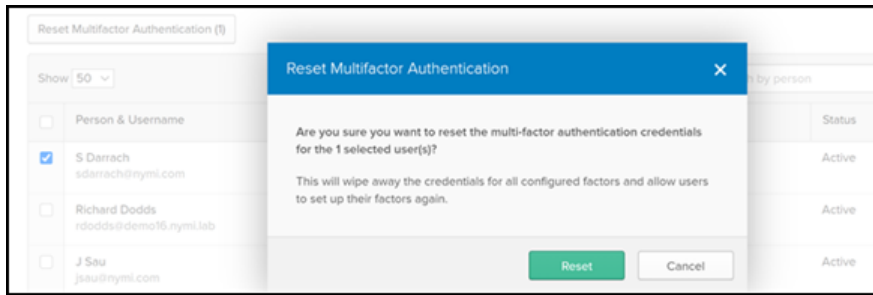 Reset Multifactor Authentication (1)
Reset Multifactor Authentication
Show 50
by person
Person & Username
Status
Are you sure you want to reset the multi-factor authentication credentials
for the 1 selected user(s)?
S Darrach
Active
sdarrach@nymi.com
This will wipe away the credentials for all configured factors and allow users
to set up their factors again.
Richard Dodds
Active
rdodds@demo16.nymi.lab
J Sau
Active
jsau@nymi.com
Reset
Cancel